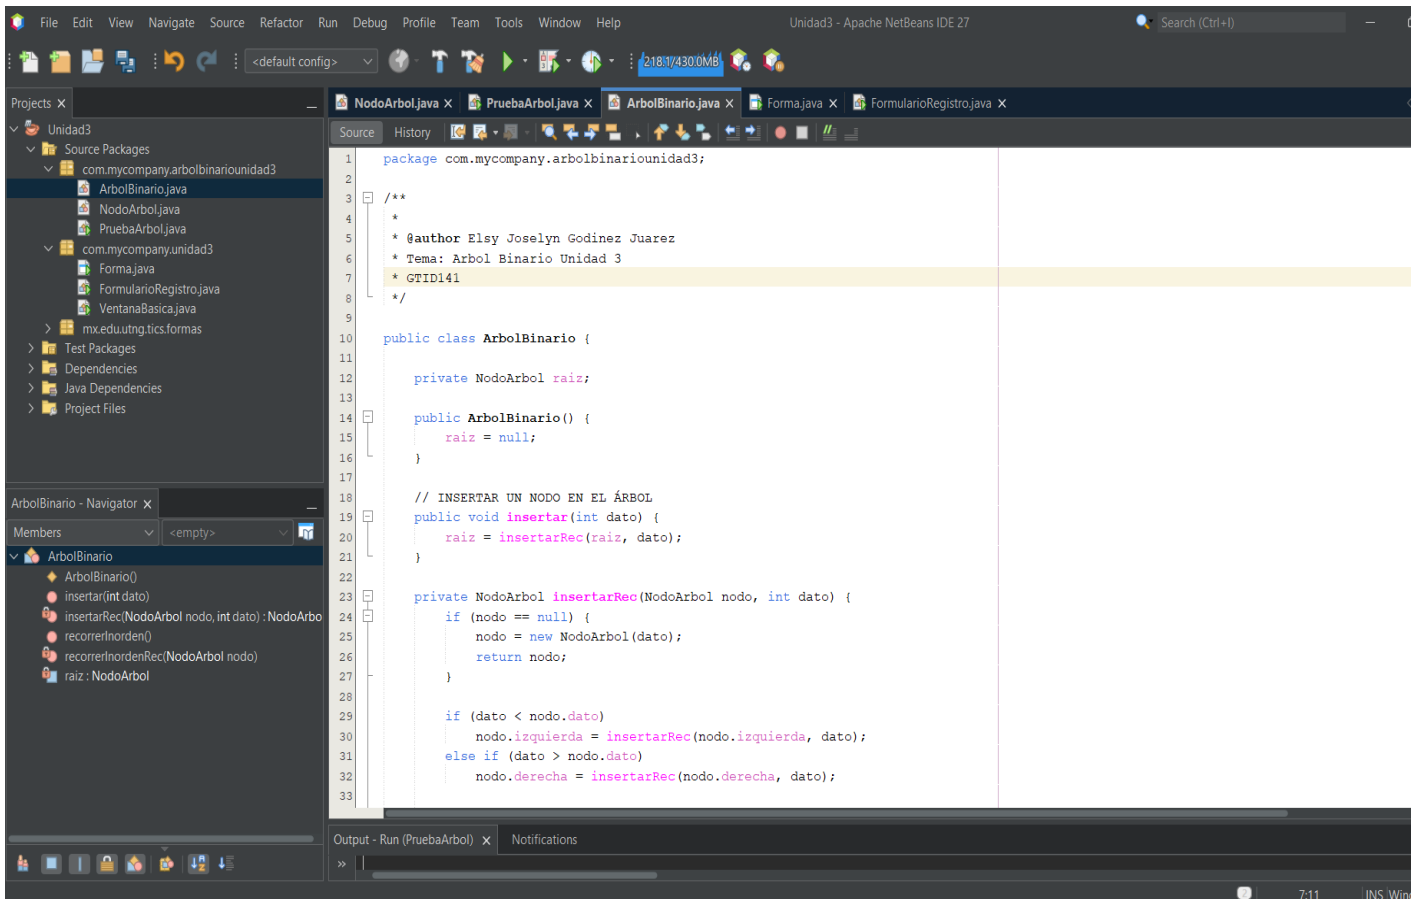 File Edit View Navigate Source Refactor Run Debug Profile Team Tools Window Help Unidad3 - Apache NetBeans IDE 27 Search (Ctrl+I)
<default config> 218.1/430.0MB
Projects
Unidad3
Source Packages
com.mycompany.arbolbinariounidad3
ArbolBinario.java
NodoArbol.java
PruebaArbol.java
com.mycompany.unidad3
Forma.java
FormularioRegistro.java
VentanaBasica.java
mx.edu.utng.tics.formas
Test Packages
Dependencies
Java Dependencies
Project Files
ArbolBinario - Navigator
Members <empty>
ArbolBinario
ArbolBinario()
insertar(int dato)
insertarRec(NodoArbol nodo, int dato) : NodoArbo
recorrerInorden()
recorrerInordenRec(NodoArbol nodo)
raiz : NodoArbol
NodoArbol.java PruebaArbol.java ArbolBinario.java Forma.java FormularioRegistro.java
Source History
1 package com.mycompany.arbolbinariounidad3;
2
3 /**
4 *
5 * @author Elsy Joselyn Godinez Juarez
6 * Tema: Arbol Binario Unidad 3
7 * GTID141
8 */
9
10 public class ArbolBinario {
11
12 private NodoArbol raiz;
13
14 public ArbolBinario() {
15 raiz = null;
16 }
17
18 // INSERTAR UN NODO EN EL ÁRBOL
19 public void insertar(int dato) {
20 raiz = insertarRec(raiz, dato);
21 }
22
23 private NodoArbol insertarRec(NodoArbol nodo, int dato) {
24 if (nodo == null) {
25 nodo = new NodoArbol(dato);
26 return nodo;
27 }
28
29 if (dato < nodo.dato)
30 nodo.izquierda = insertarRec(nodo.izquierda, dato);
31 else if (dato > nodo.dato)
32 nodo.derecha = insertarRec(nodo.derecha, dato);
33
Output - Run (PruebaArbol) Notifications
7:11 INS Wind